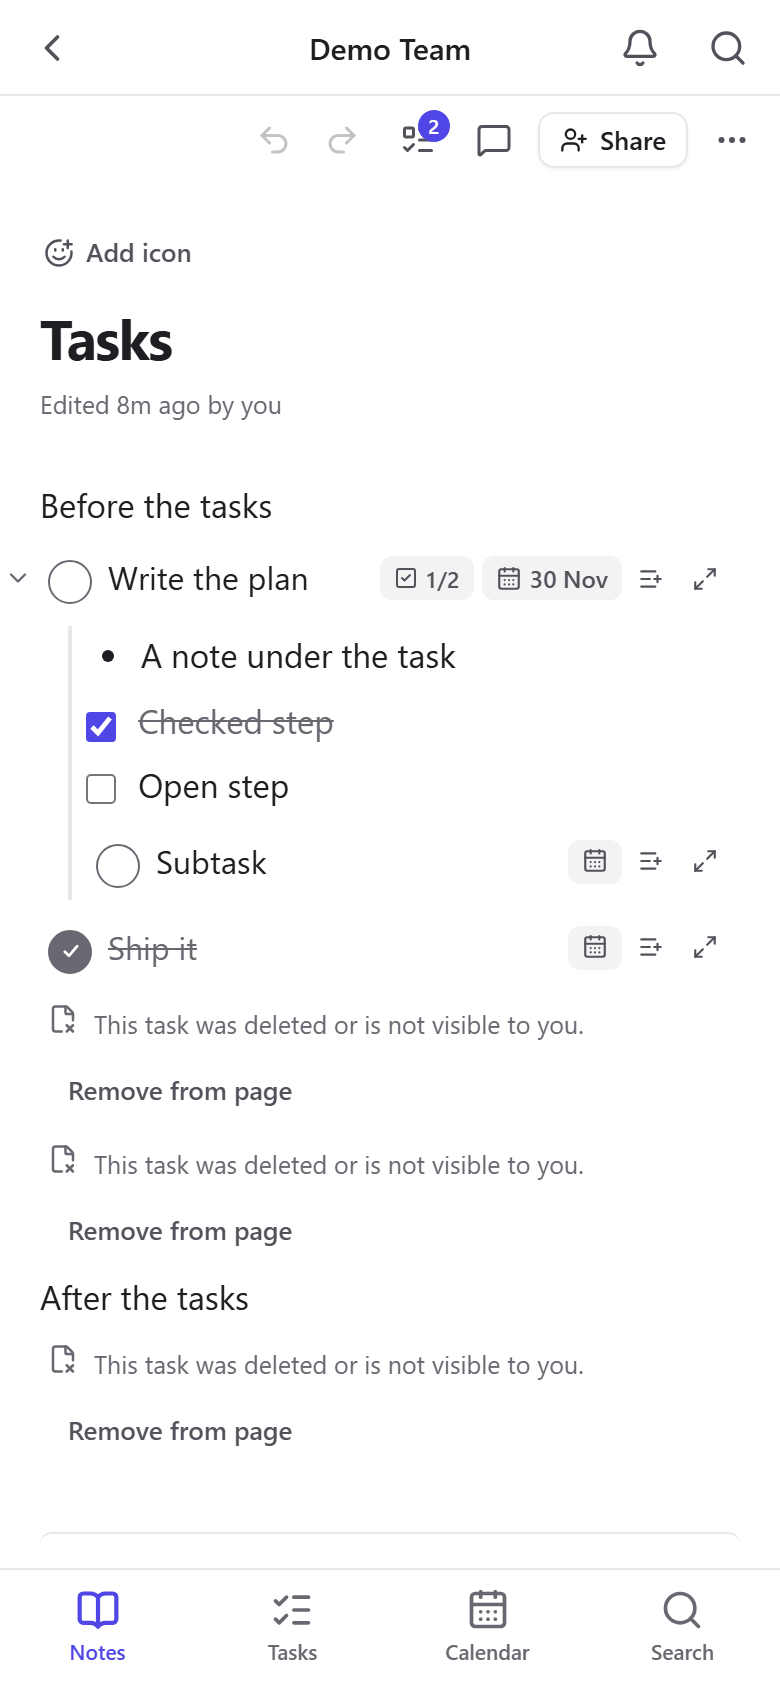 Demo Team
2
Share
Add icon
Tasks
Edited 8m ago by you
Before the tasks
Write the plan 1/2 30 Nov
A note under the task
Checked step
Open step
Subtask
Ship it
This task was deleted or is not visible to you.
Remove from page
This task was deleted or is not visible to you.
Remove from page
After the tasks
This task was deleted or is not visible to you.
Remove from page
Notes Tasks Calendar Search